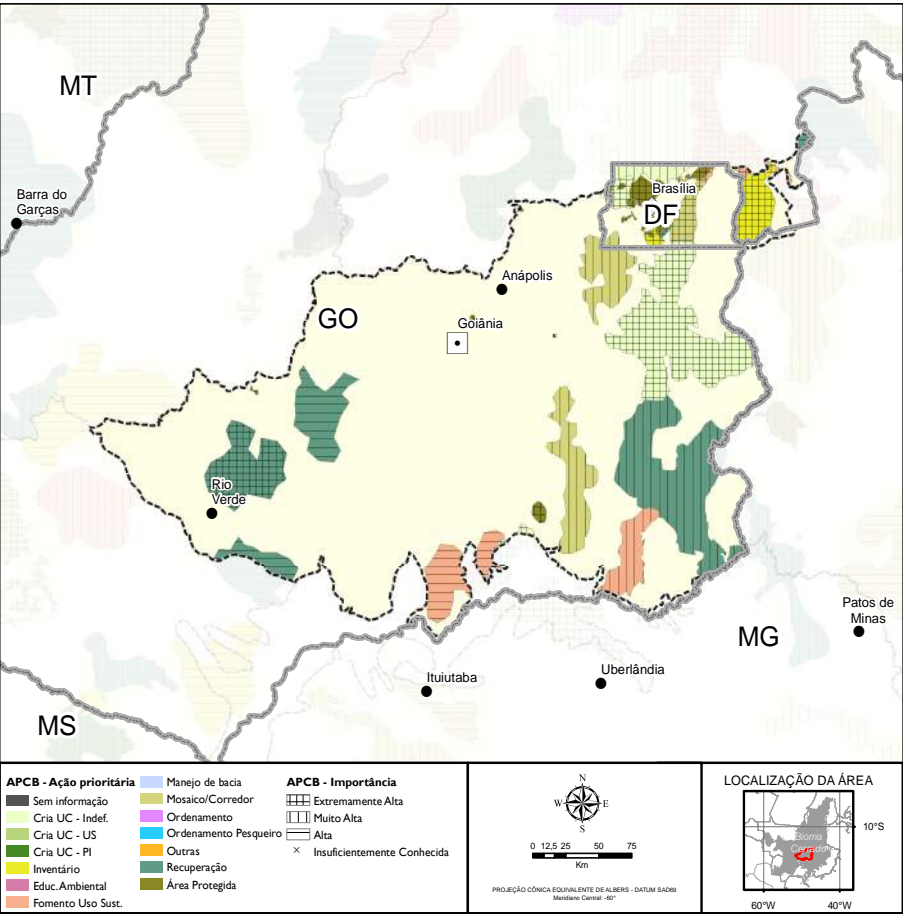 MT
Barra do
Garças
Brasília
DF
Anápolis
GO
Goiânia
Rio
Verde
Patos de
Minas
MG
Uberlândia
Ituiutaba
MS
APCB - Ação prioritária
Sem informação
Cria UC - Indef.
Cria UC - US
Cria UC - PI
Inventário
Educ.Ambiental
Fomento Uso Sust.
Manejo de bacia
Mosaico/Corredor
Ordenamento
Ordenamento Pesqueiro
Outras
Recuperação
Área Protegida
APCB - Importância
Extremamente Alta
Muito Alta
Alta
× Insuficientemente Conhecida
N
W E
S
0 12,5 25 50 75
Km
PROJEÇÃO CÔNICA EQUIVALENTE DE ALBERS - DATUM SAD69
Meridiano Central: -60°
LOCALIZAÇÃO DA ÁREA
10°S
Bioma
Cerrado
60°W 40°W